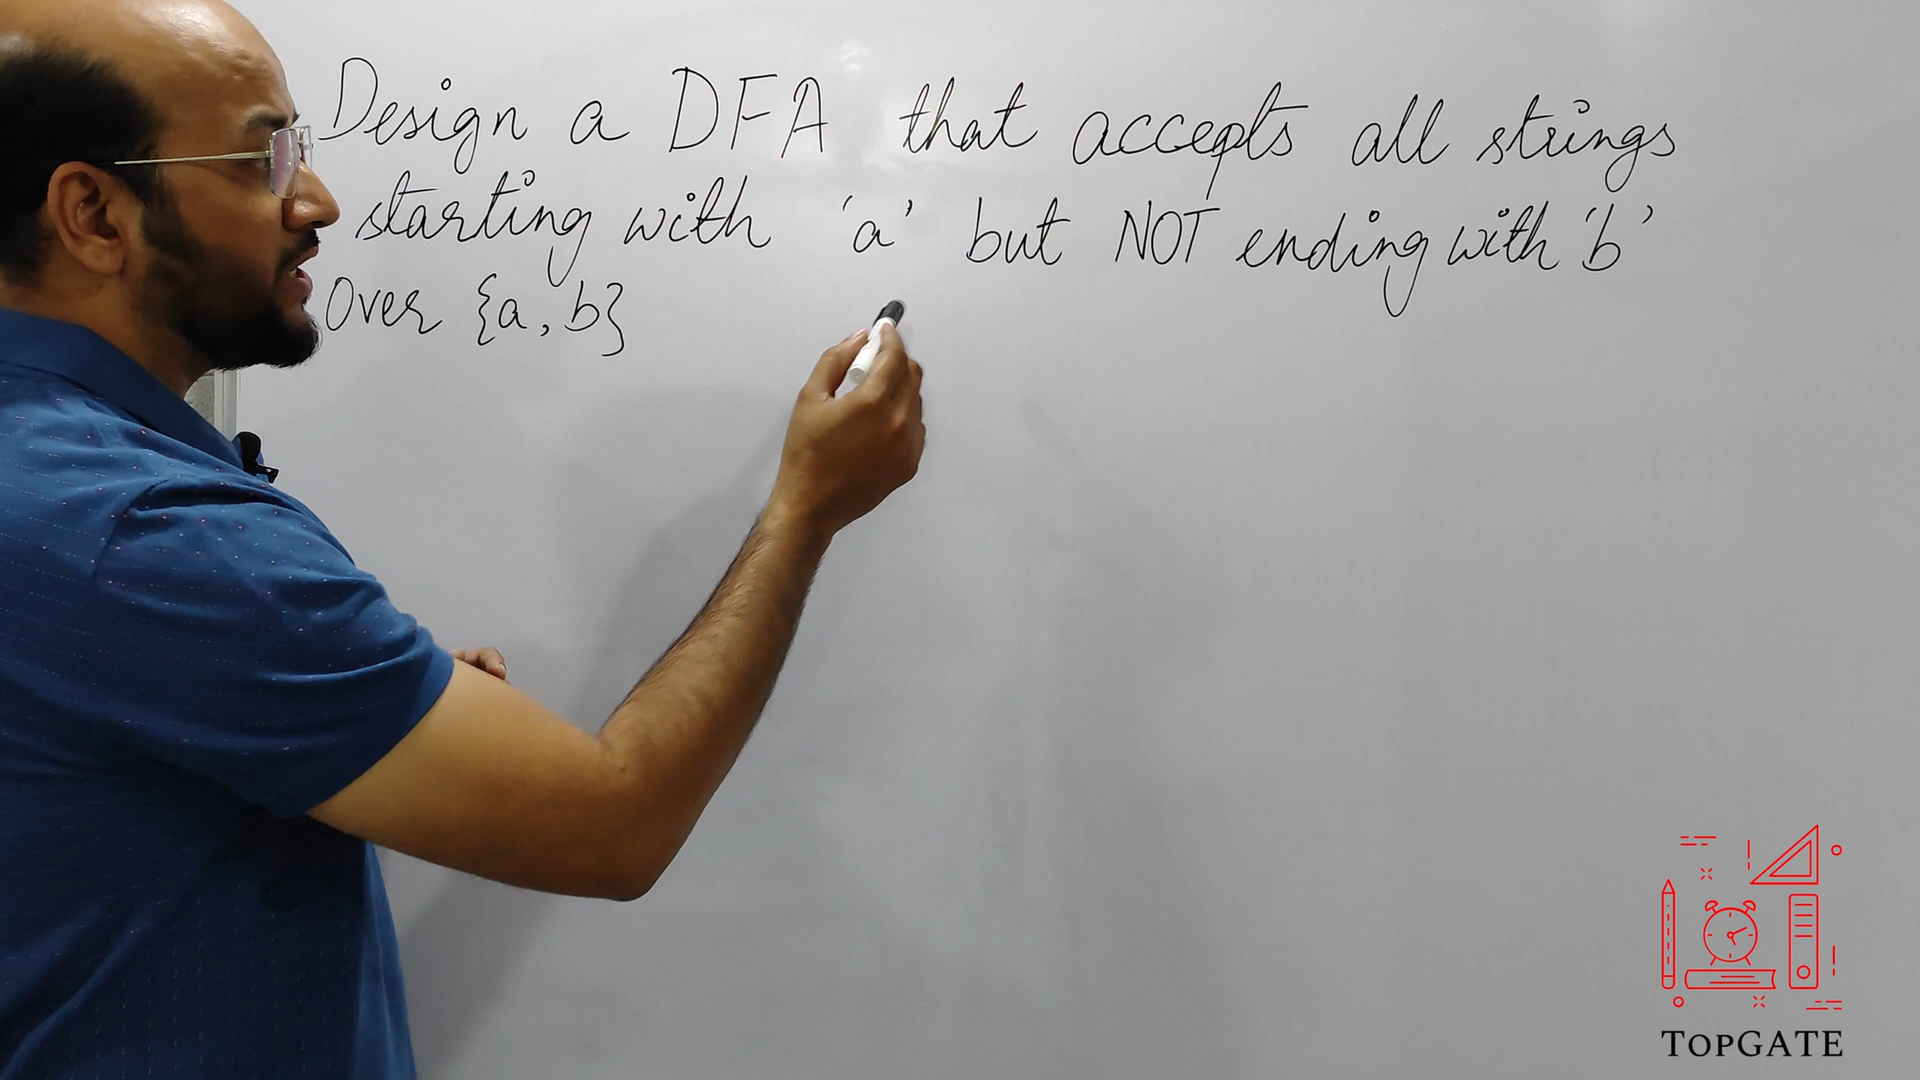 Design a DFA that accepts all strings
starting with 'a' but NOT ending with 'b'
over {a, b}
TOPGATE